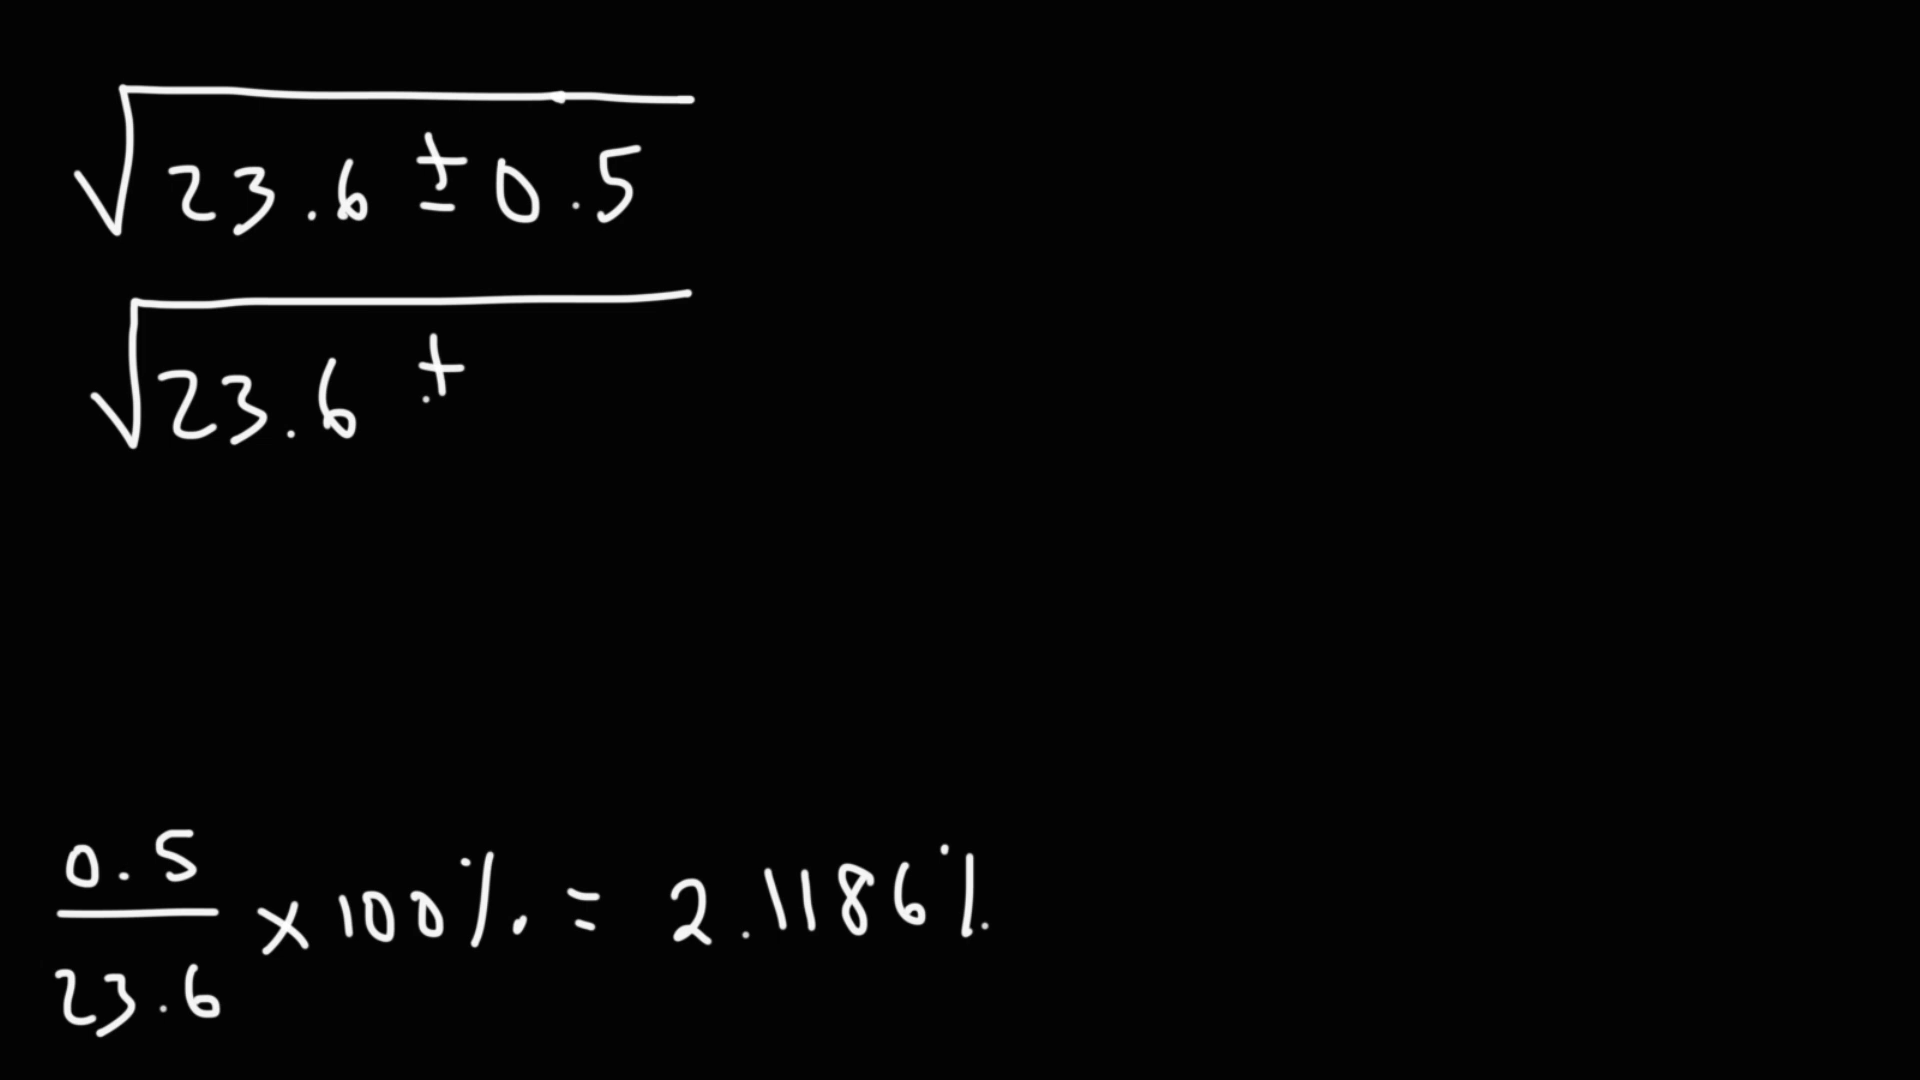 √23.6 ± 0.5
√23.6 ±
0.5
23.6 × 100% = 2.1186%